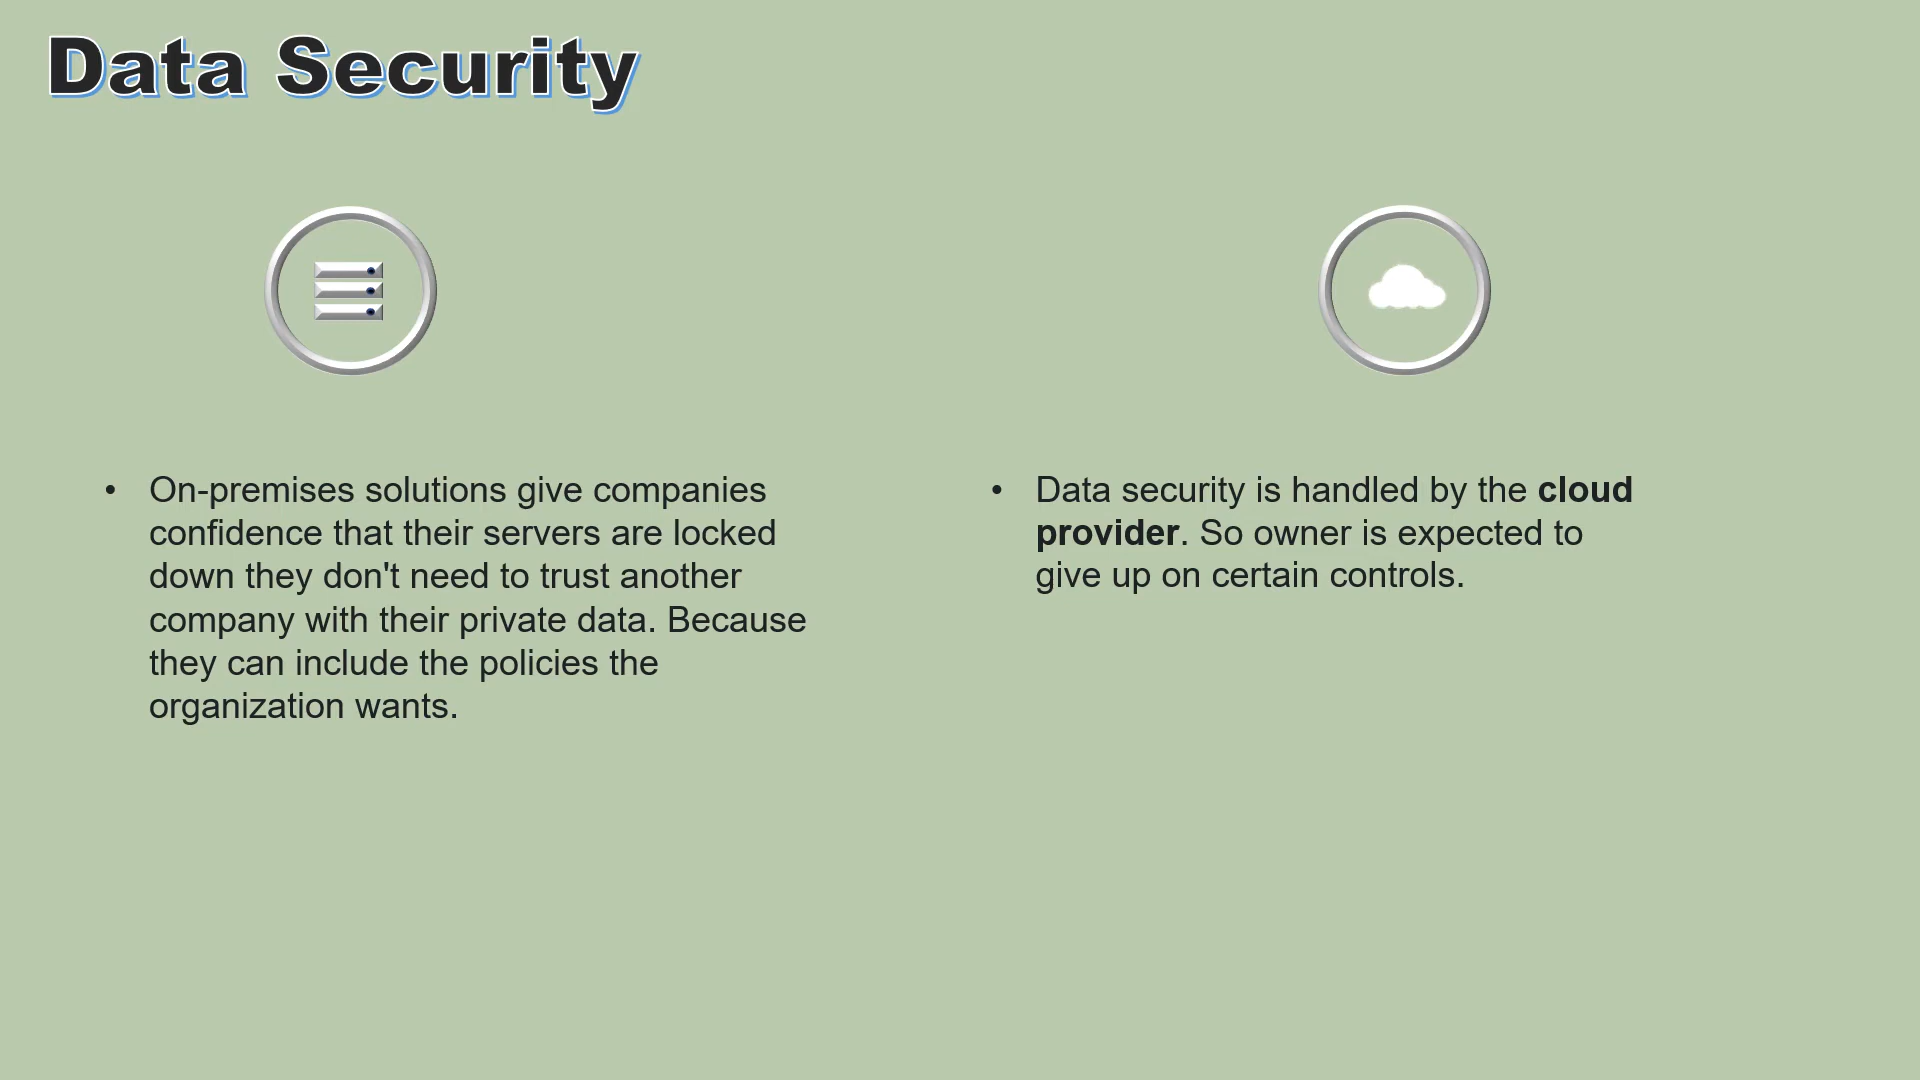 Data Security
• On-premises solutions give companies
confidence that their servers are locked
down they don't need to trust another
company with their private data. Because
they can include the policies the
organization wants.
• Data security is handled by the cloud
provider. So owner is expected to
give up on certain controls.